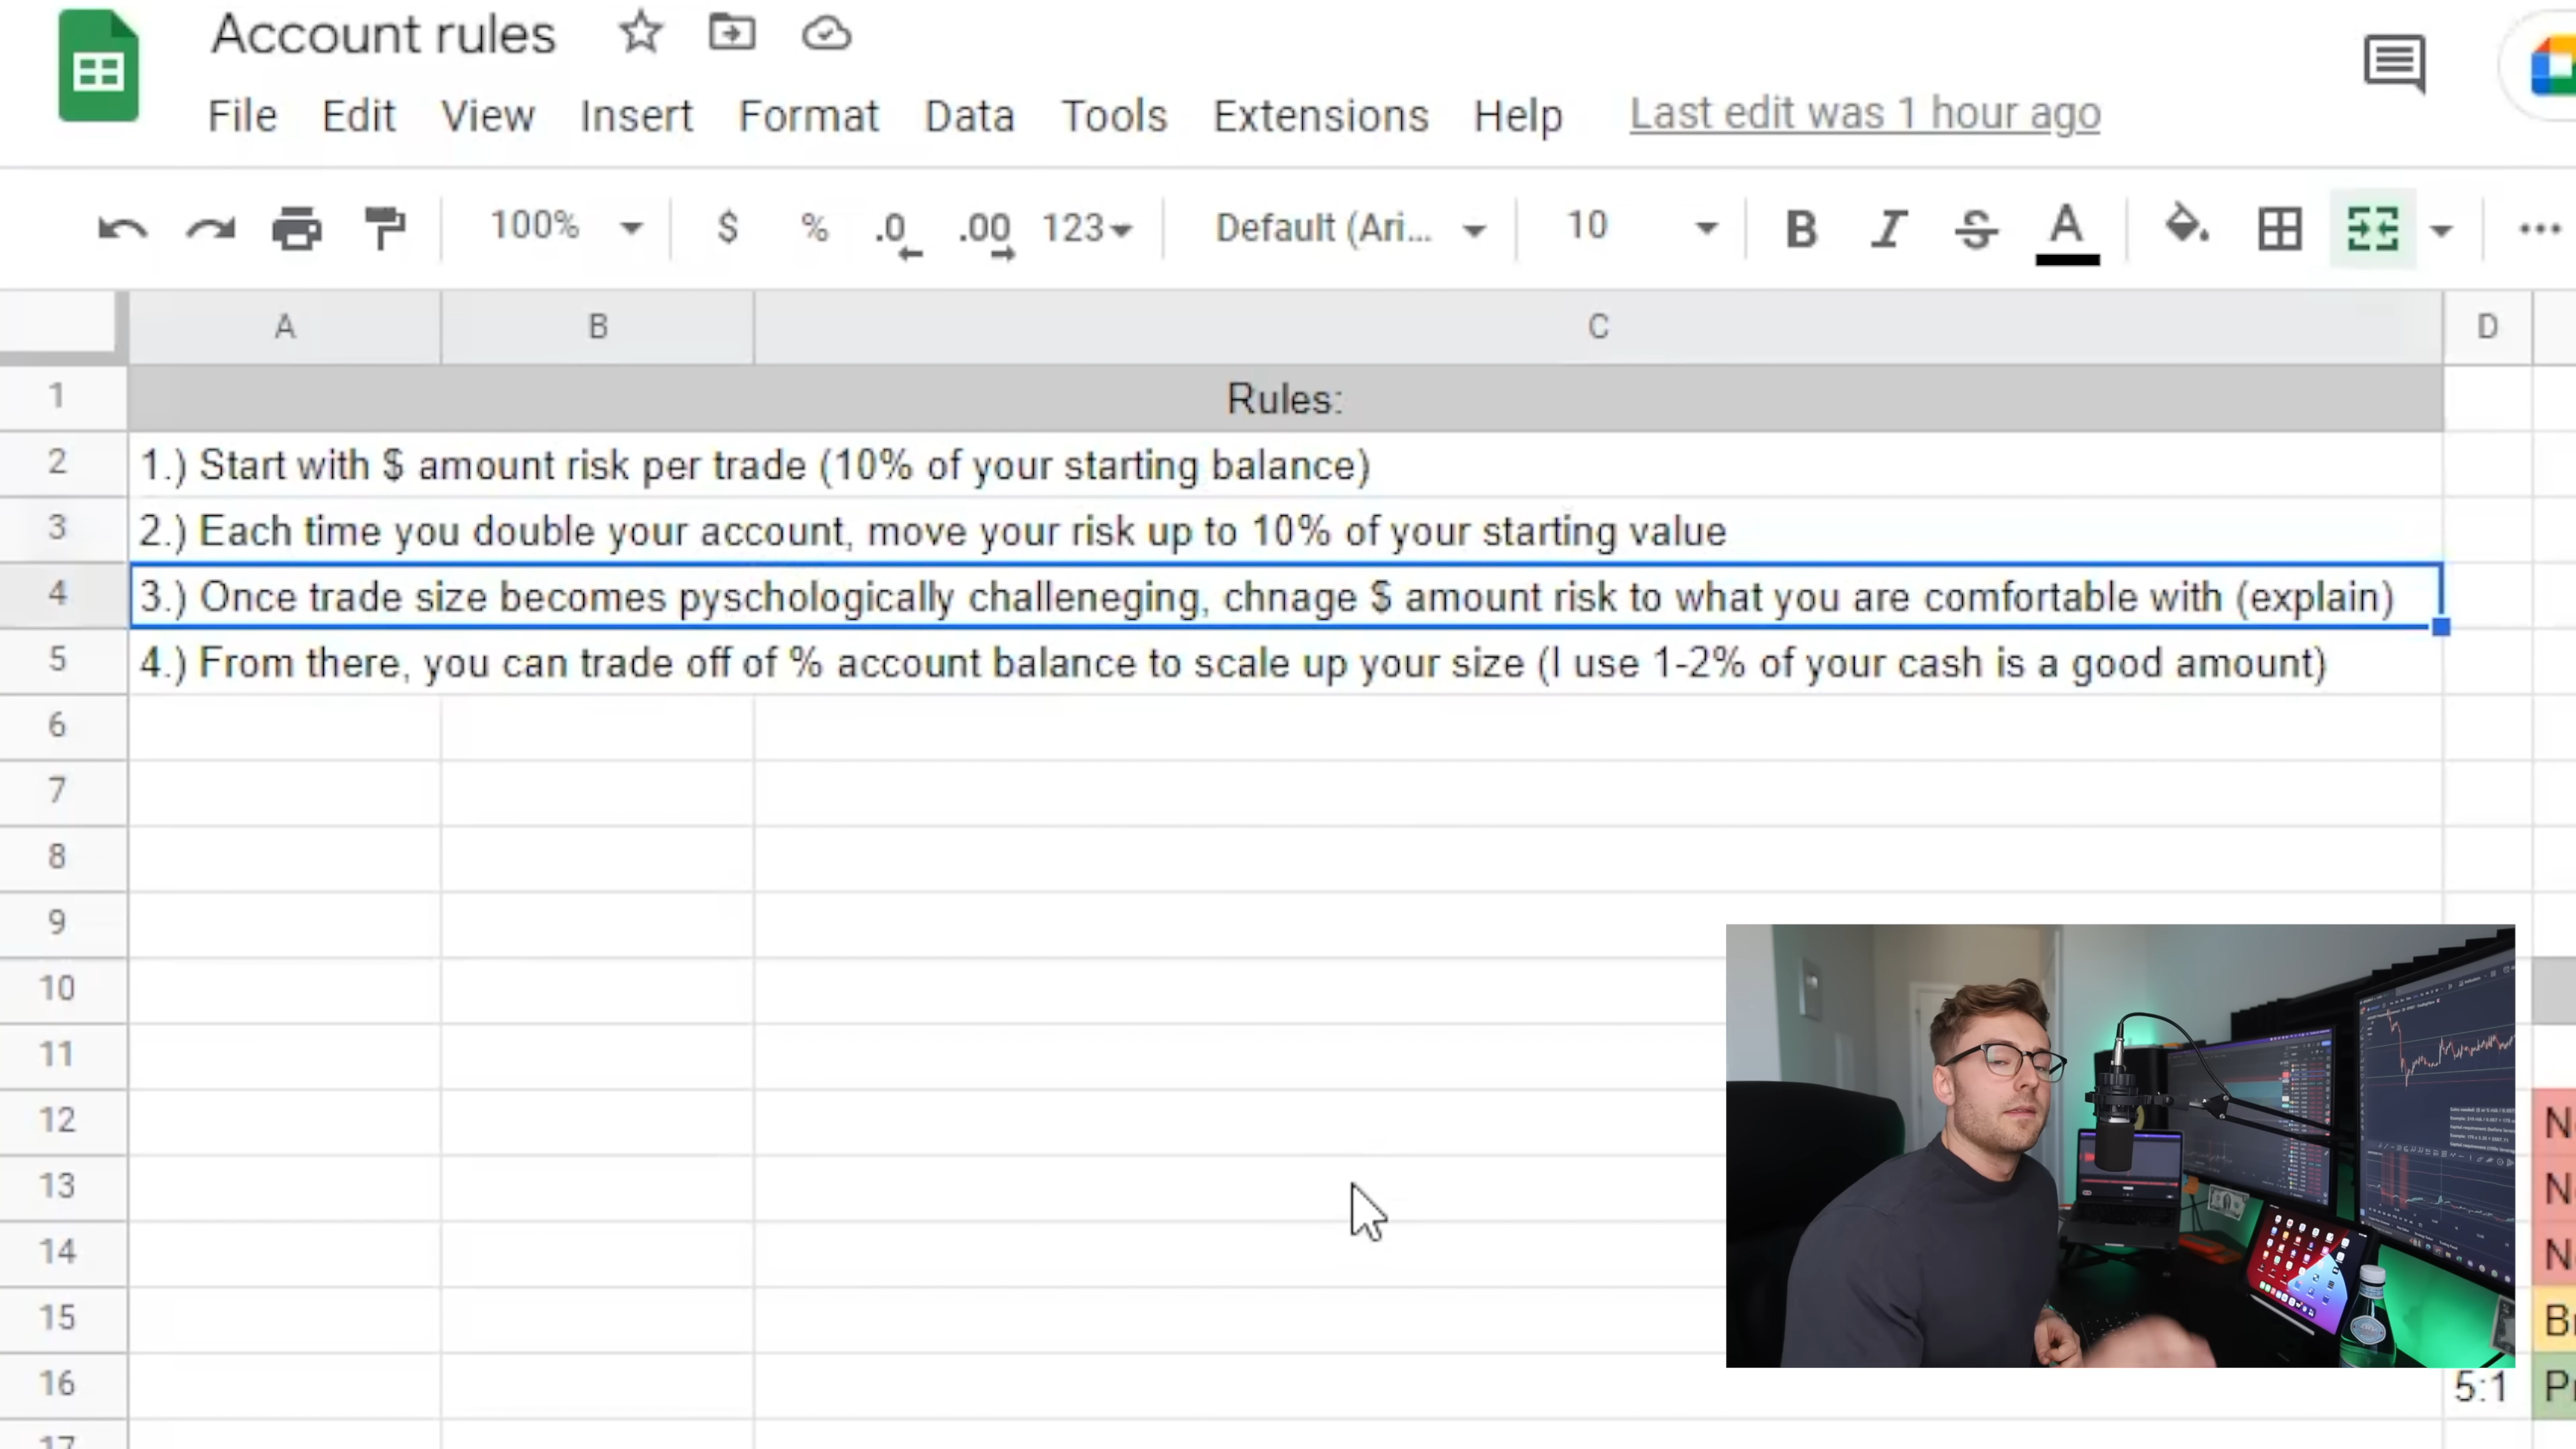 Account rules
File Edit View Insert Format Data Tools Extensions Help Last edit was 1 hour ago
100% $ % .0 .00 123 Default (Ari... 10 B I S A
A B C D
1 Rules:
2 1.) Start with $ amount risk per trade (10% of your starting balance)
3 2.) Each time you double your account, move your risk up to 10% of your starting value
4 3.) Once trade size becomes pyschologically challeneging, chnage $ amount risk to what you are comfortable with (explain)
5 4.) From there, you can trade off of % account balance to scale up your size (I use 1-2% of your cash is a good amount)
6
7
8
9
10
11
12
13
14
15
16 5:1
17